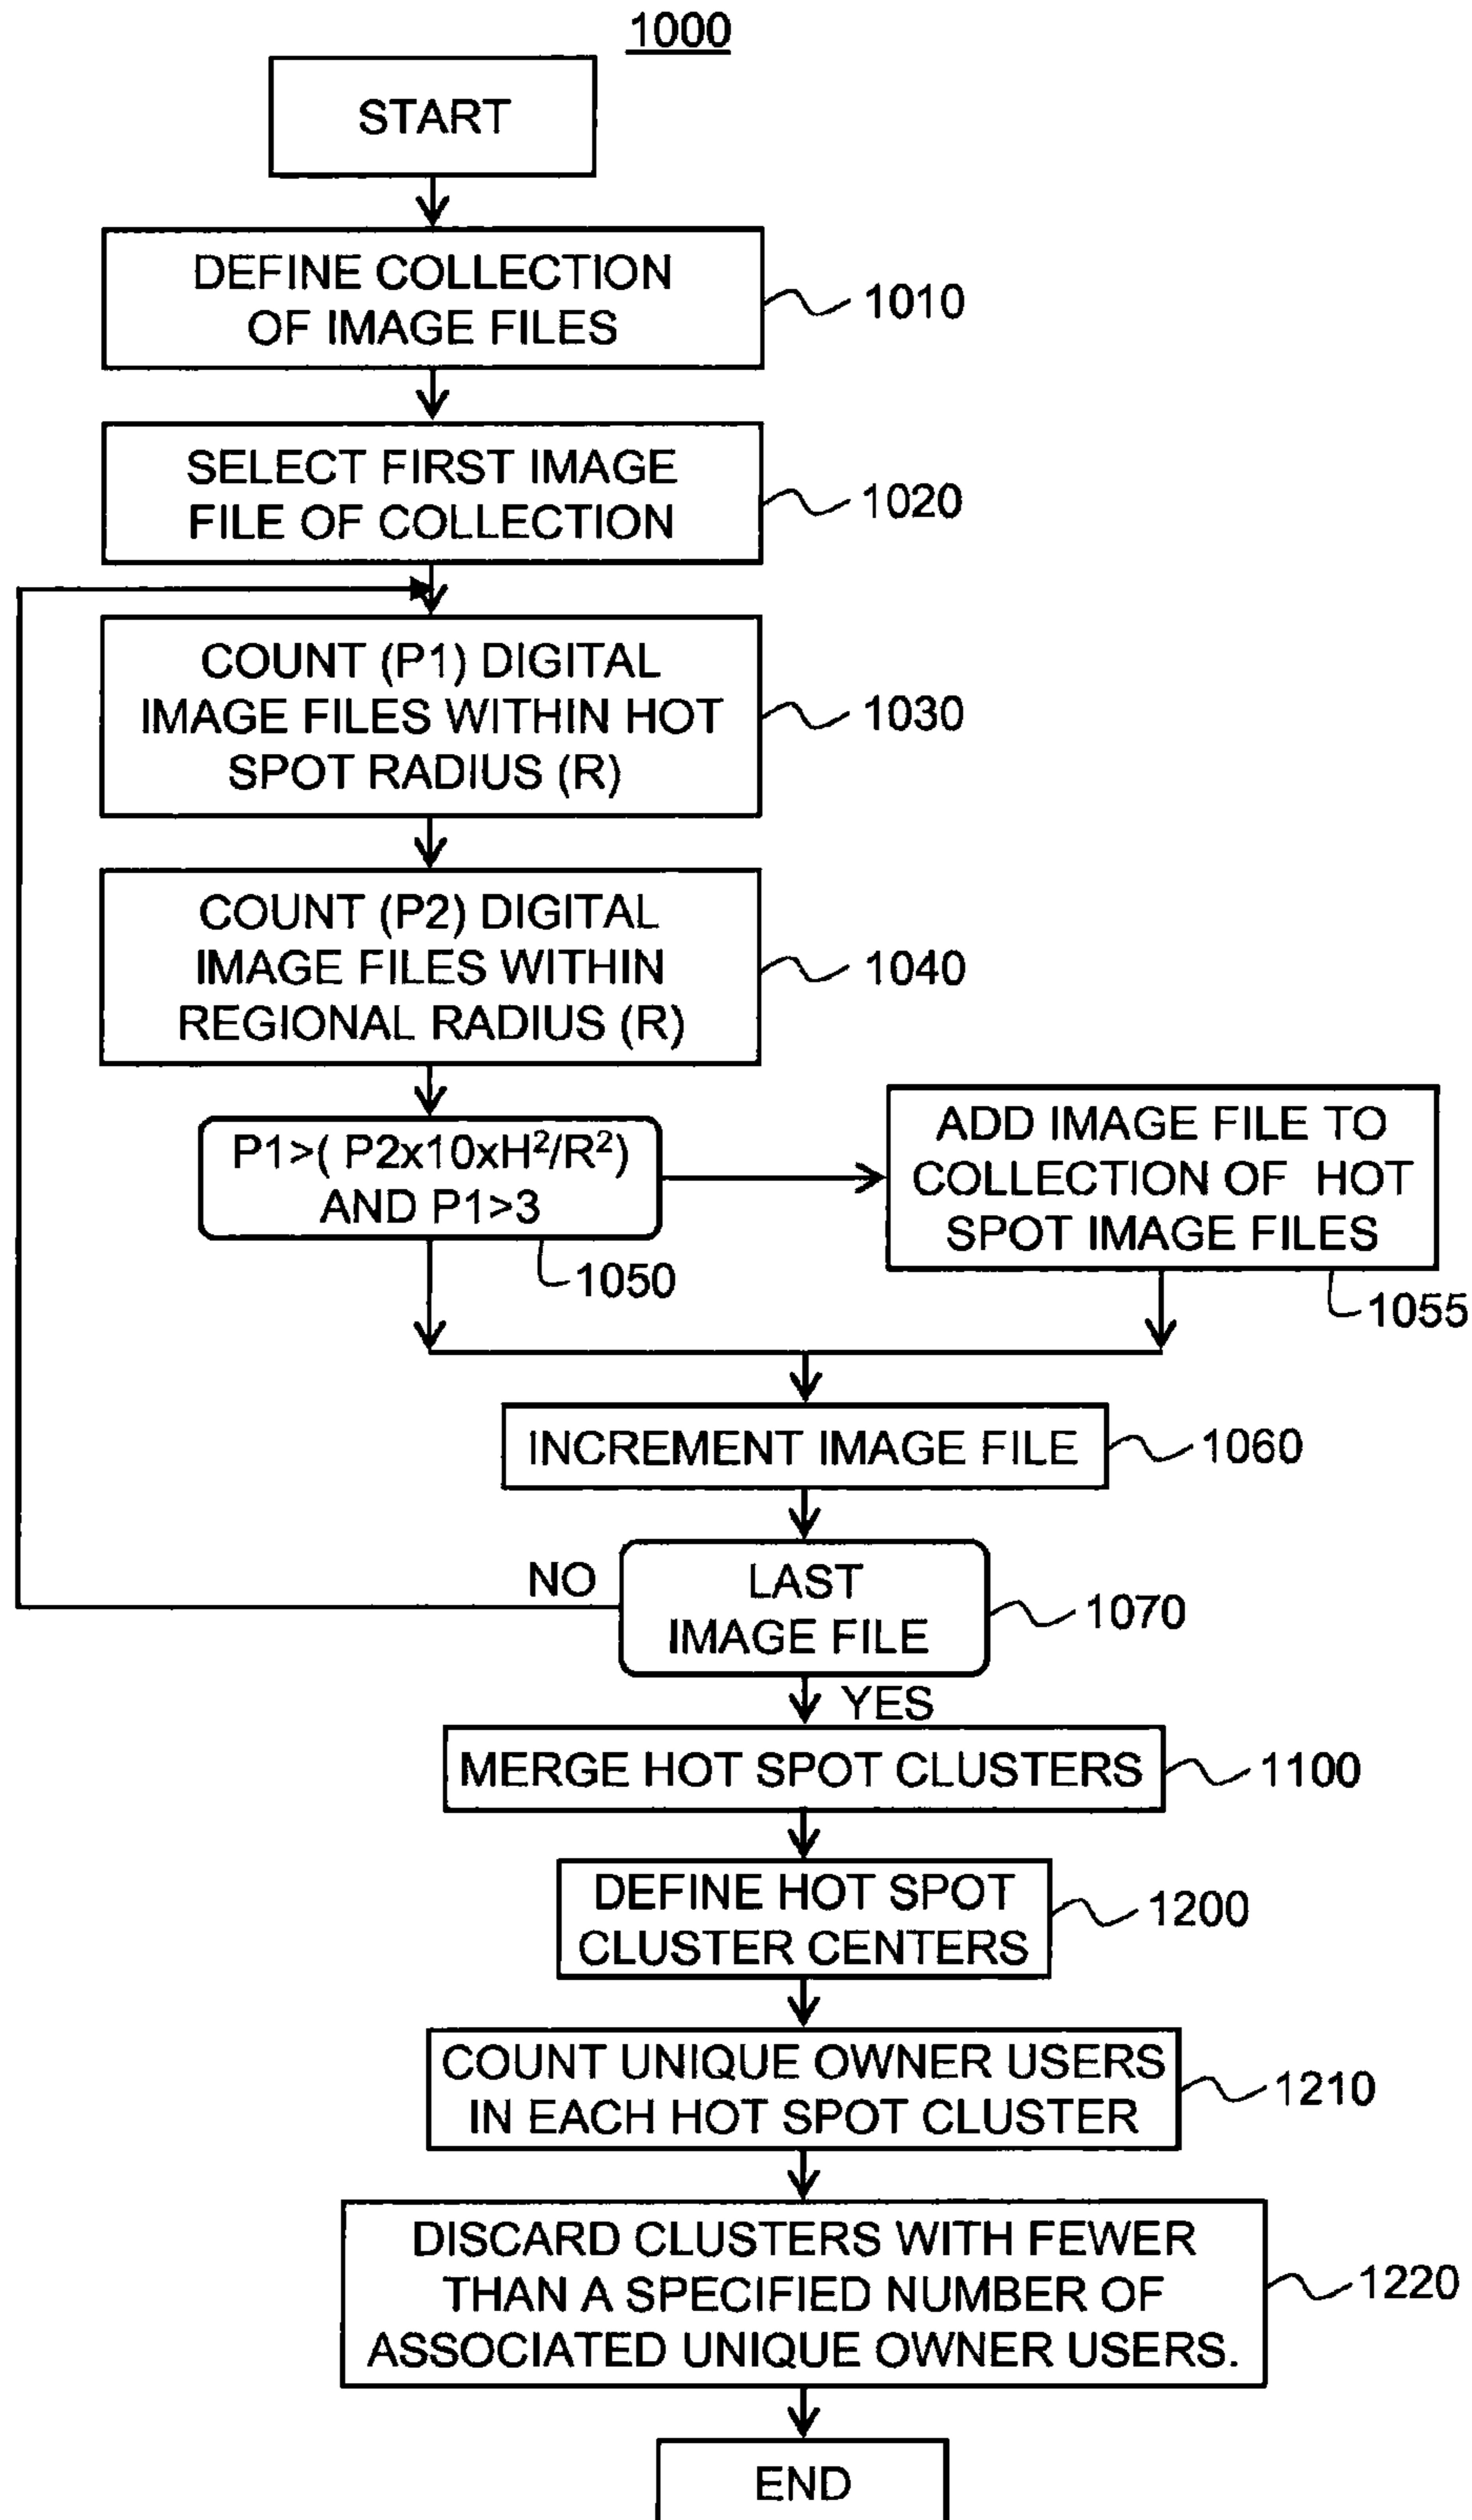 1000
START
DEFINE COLLECTION
OF IMAGE FILES
1010
SELECT FIRST IMAGE
FILE OF COLLECTION
1020
COUNT (P1) DIGITAL
IMAGE FILES WITHIN HOT
SPOT RADIUS (R)
1030
COUNT (P2) DIGITAL
IMAGE FILES WITHIN
REGIONAL RADIUS (R)
1040
P1>( P2x10xH²/R²)
AND P1>3
1050
ADD IMAGE FILE TO
COLLECTION OF HOT
SPOT IMAGE FILES
1055
INCREMENT IMAGE FILE
1060
NO
LAST
IMAGE FILE
1070
YES
MERGE HOT SPOT CLUSTERS
1100
DEFINE HOT SPOT
CLUSTER CENTERS
1200
COUNT UNIQUE OWNER USERS
IN EACH HOT SPOT CLUSTER
1210
DISCARD CLUSTERS WITH FEWER
THAN A SPECIFIED NUMBER OF
ASSOCIATED UNIQUE OWNER USERS.
1220
END